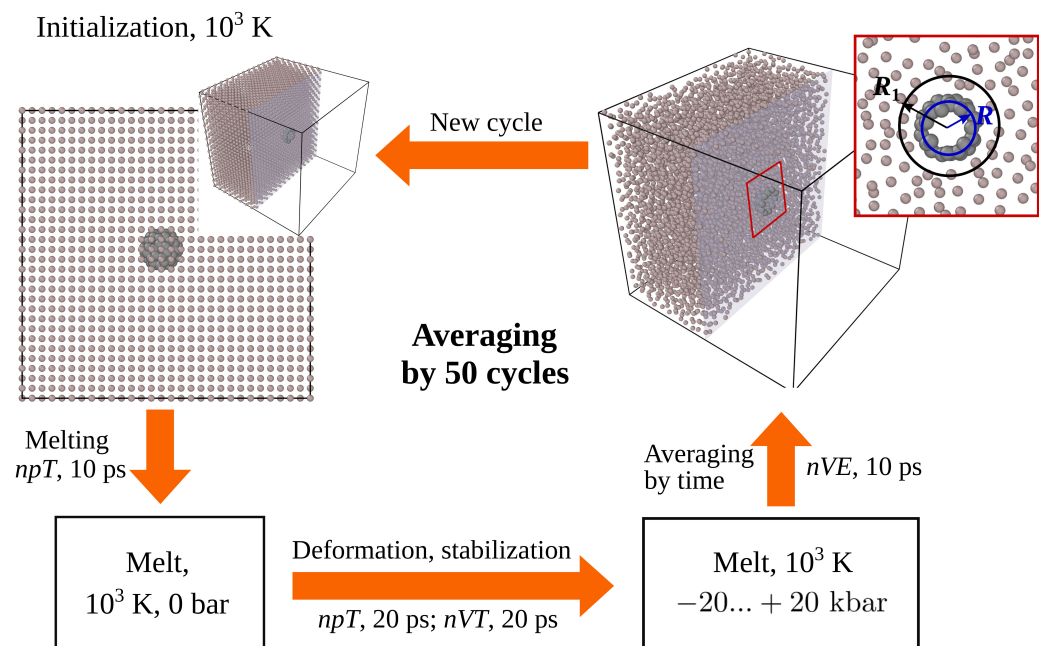 Initialization, 10³ K
New cycle
R₁
R
Averaging
by 50 cycles
Melting
npT, 10 ps
Averaging
by time
nVE, 10 ps
Melt,
10³ K, 0 bar
Deformation, stabilization
npT, 20 ps; nVT, 20 ps
Melt, 10³ K
−20... + 20 kbar